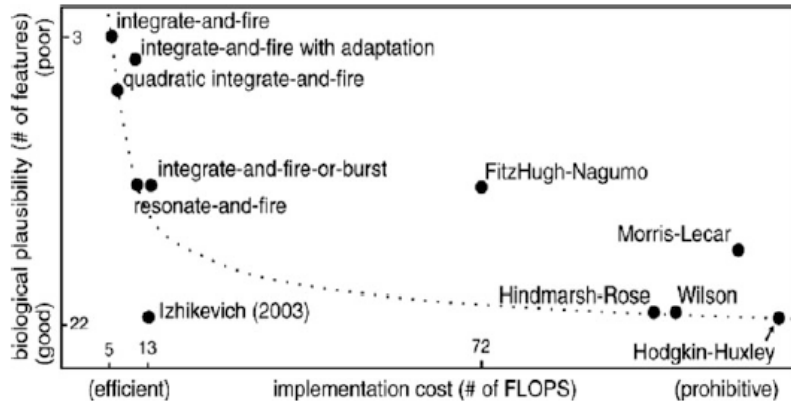 biological plausibility (# of features)
(good) (poor)
3
22
integrate-and-fire
integrate-and-fire with adaptation
quadratic integrate-and-fire
integrate-and-fire-or-burst
resonate-and-fire
FitzHugh-Nagumo
Morris-Lecar
Hindmarsh-Rose
Wilson
Izhikevich (2003)
Hodgkin-Huxley
5
13
72
(efficient)
implementation cost (# of FLOPS)
(prohibitive)